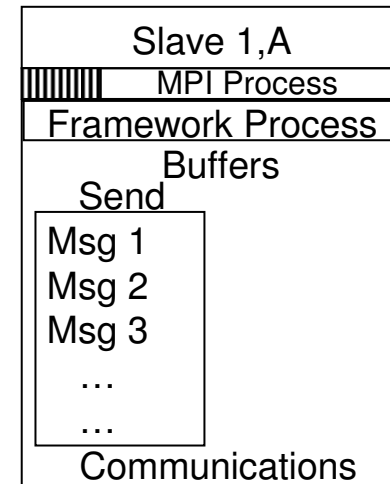 Slave 1,A
MPI Process
Framework Process
Buffers
Send
Msg 1
Msg 2
Msg 3
…
…
Communications